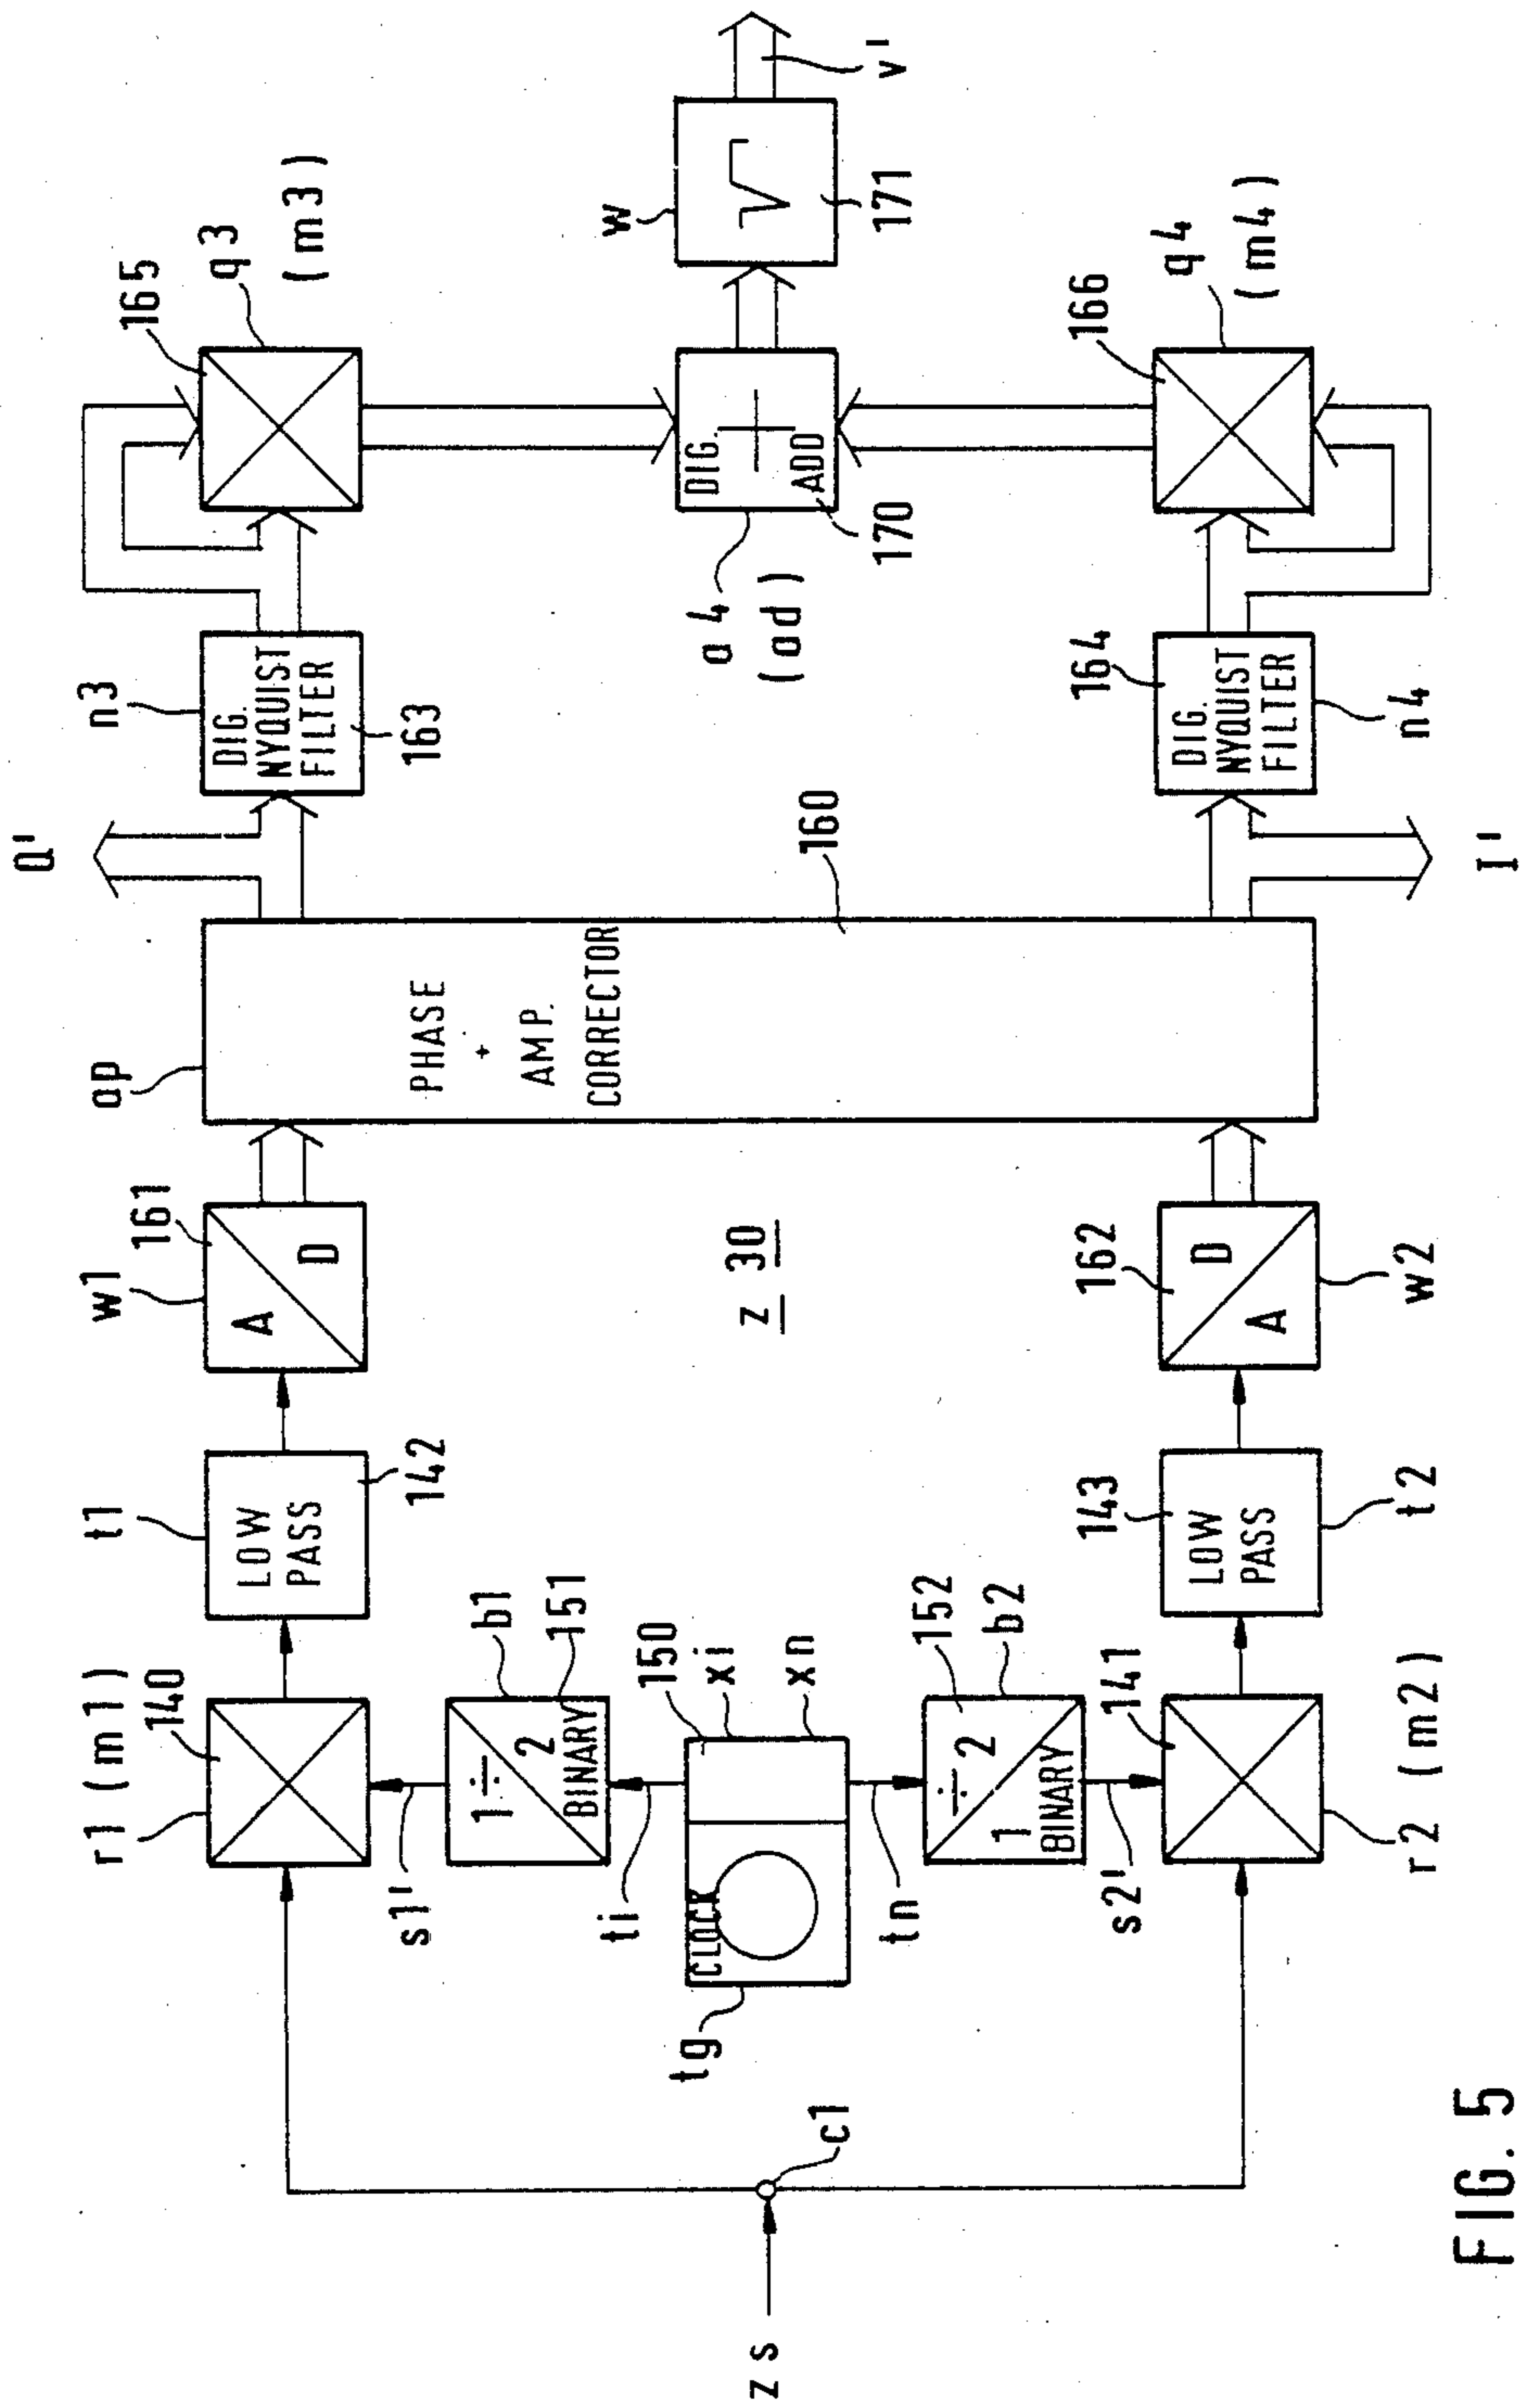 z s
c1
r1 (m1)
140
s1'
b1
1 ÷ 2
BINARY
151
ti
150
xi
xn
CLOCK
tg
tn
152
b2
÷ 2
1
BINARY
s2'
141
r2 (m2)
t1
LOW
PASS
142
143
LOW
PASS
t2
w1
161
A
D
z 30
162
D
A
w2
ap
PHASE
+
AMP.
CORRECTOR
160
Q'
I'
n3
DIG.
NYQUIST
FILTER
163
164
DIG.
NYQUIST
FILTER
n4
165
q3
(m3)
DIG.
+
ADD
170
a4
(ad)
166
q4
(m4)
w
√
171
v'
FIG. 5